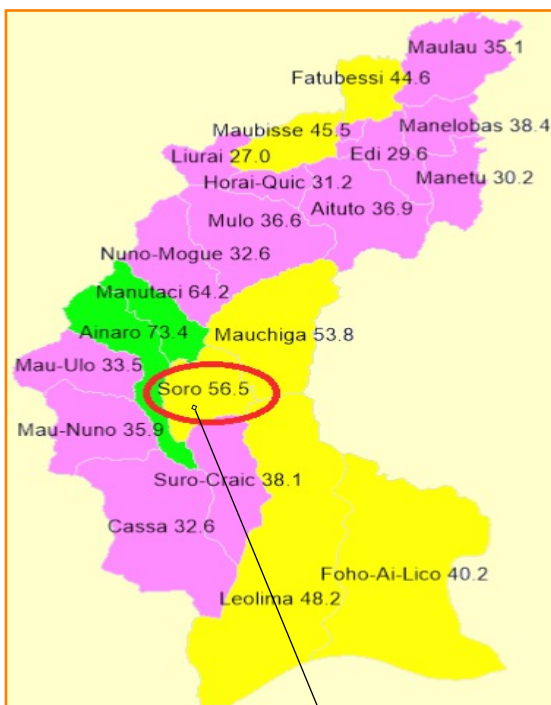 Maulau 35.1
Fatubessi 44.6
Maubisse 45.5
Manelobas 38.4
Liurai 27.0
Edi 29.6
Horai-Quic 31.2
Manetu 30.2
Mulo 36.6
Aituto 36.9
Nuno-Mogue 32.6
Manutaci 64.2
Ainaro 73.4
Mauchiga 53.8
Mau-Ulo 33.5
Soro 56.5
Mau-Nuno 35.9
Suro-Craic 38.1
Cassa 32.6
Foho-Ai-Lico 40.2
Leolima 48.2